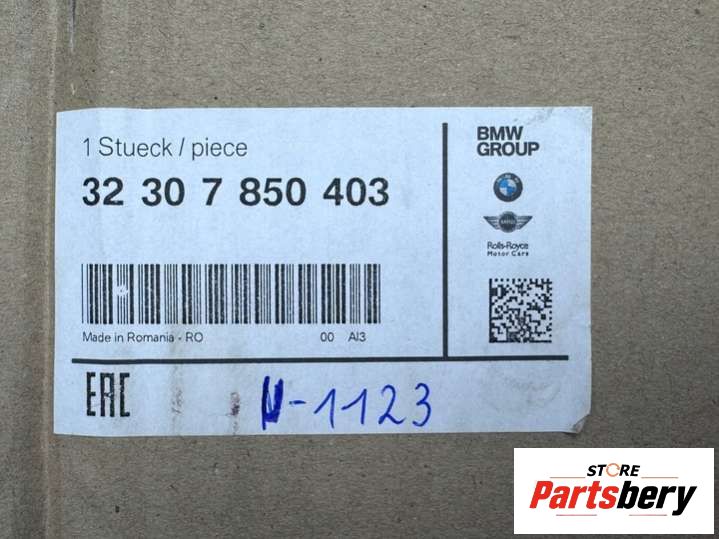 1 Stueck / piece
32 30 7 850 403
Made in Romania - RO
00 AI3
EAC
N-1123
BMW
GROUP
Rolls-Royce
Motor Cars
STORE
Partsbery